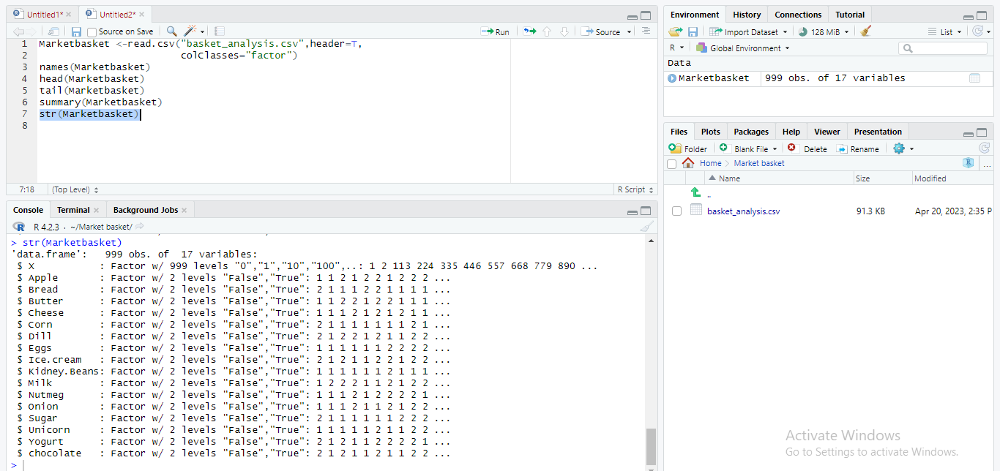 Untitled1* Untitled2*
Source on Save Run Source
1 Marketbasket <-read.csv("basket_analysis.csv",header=T,
2 colClasses="factor")
3 names(Marketbasket)
4 head(Marketbasket)
5 tail(Marketbasket)
6 summary(Marketbasket)
7 str(Marketbasket)
8
7:18 (Top Level) R Script
Console Terminal Background Jobs
R 4.2.3 · ~/Market basket/
> str(Marketbasket)
'data.frame': 999 obs. of 17 variables:
$ X : Factor w/ 999 levels "0","1","10","100",..: 1 2 113 224 335 446 557 668 779 890 ...
$ Apple : Factor w/ 2 levels "False","True": 1 1 2 1 2 2 1 2 2 2 ...
$ Bread : Factor w/ 2 levels "False","True": 2 1 1 1 2 2 1 1 1 1 ...
$ Butter : Factor w/ 2 levels "False","True": 1 1 2 2 1 2 2 1 1 1 ...
$ Cheese : Factor w/ 2 levels "False","True": 1 1 1 2 1 2 1 2 1 1 ...
$ Corn : Factor w/ 2 levels "False","True": 2 1 1 1 1 1 1 1 2 1 ...
$ Dill : Factor w/ 2 levels "False","True": 2 1 2 2 1 2 1 1 2 2 ...
$ Eggs : Factor w/ 2 levels "False","True": 1 1 1 1 1 1 2 2 2 2 ...
$ Ice.cream : Factor w/ 2 levels "False","True": 2 1 2 1 1 2 2 1 2 2 ...
$ Kidney.Beans: Factor w/ 2 levels "False","True": 1 1 1 1 1 1 2 1 1 1 ...
$ Milk : Factor w/ 2 levels "False","True": 1 2 2 2 1 1 1 1 2 2 ...
$ Nutmeg : Factor w/ 2 levels "False","True": 1 1 1 2 1 2 2 2 2 1 ...
$ Onion : Factor w/ 2 levels "False","True": 1 1 1 2 1 1 2 1 2 2 ...
$ Sugar : Factor w/ 2 levels "False","True": 2 1 1 1 1 1 1 2 2 2 ...
$ Unicorn : Factor w/ 2 levels "False","True": 1 1 1 1 1 2 1 1 2 2 ...
$ Yogurt : Factor w/ 2 levels "False","True": 2 1 2 1 1 2 2 2 2 1 ...
$ chocolate : Factor w/ 2 levels "False","True": 2 1 2 1 1 2 1 1 2 2 ...
>
Environment History Connections Tutorial
Import Dataset 128 MiB List
R Global Environment
Data
Marketbasket 999 obs. of 17 variables
Files Plots Packages Help Viewer Presentation
Folder Blank File Delete Rename
Home Market basket ...
Name Size Modified
..
basket_analysis.csv 91.3 KB Apr 20, 2023, 2:35 P
Activate Windows
Go to Settings to activate Windows.